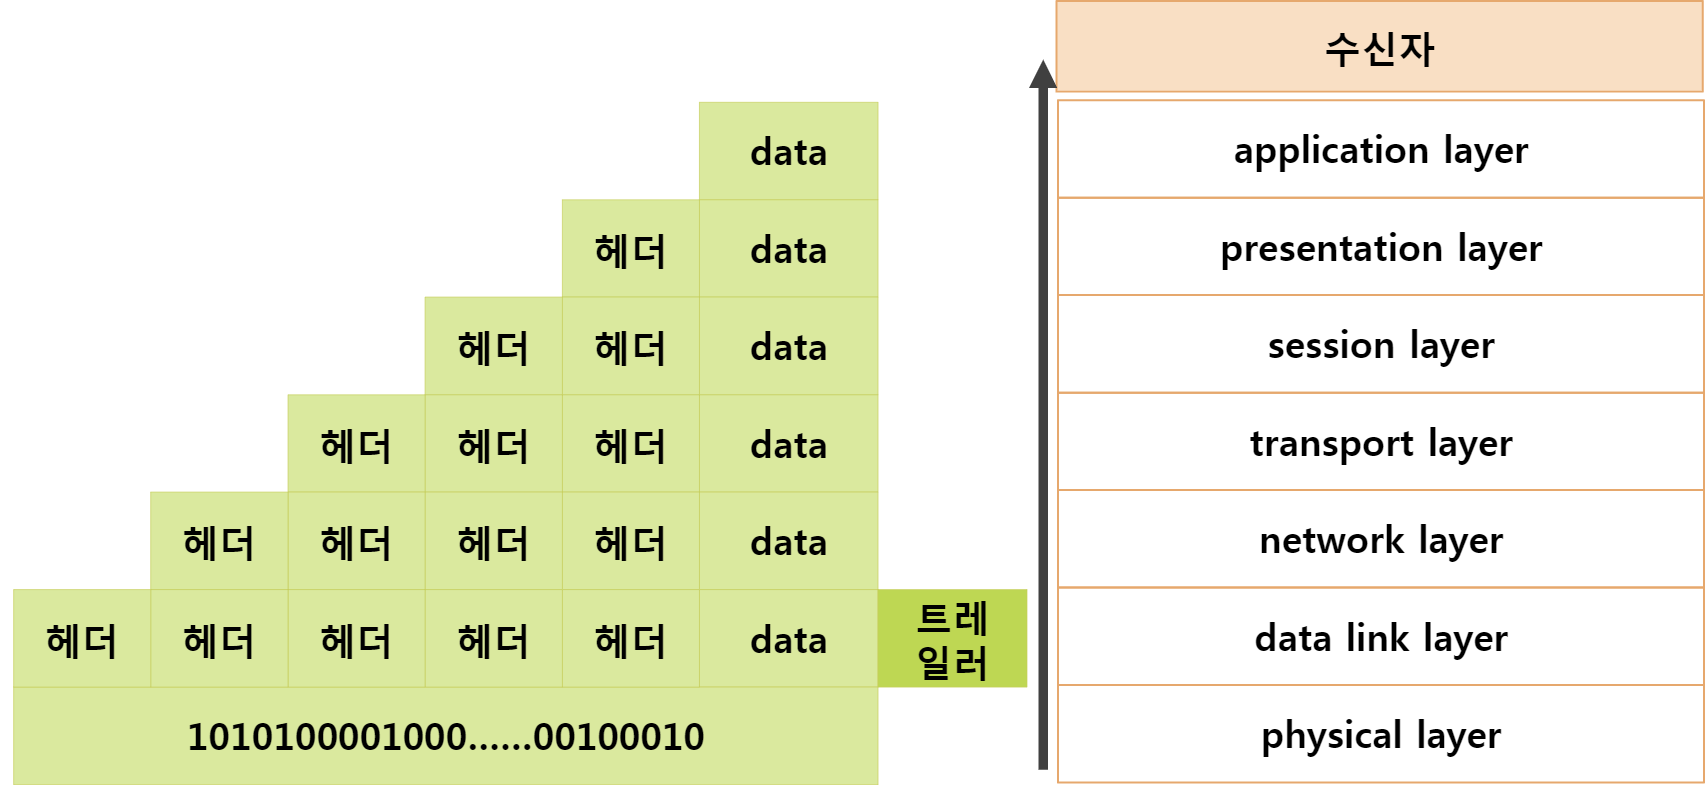 수신자
data
application layer
헤더 data
presentation layer
헤더 헤더 data
session layer
헤더 헤더 헤더 data
transport layer
헤더 헤더 헤더 헤더 data
network layer
헤더 헤더 헤더 헤더 헤더 data
트레
일러
data link layer
1010100001000......00100010
physical layer